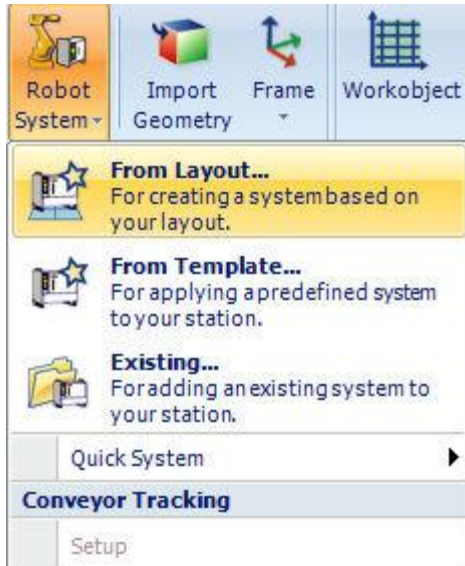 Robot System
Import Geometry
Frame
Workobject
From Layout...
For creating a system based on
your layout.
From Template...
For applying a predefined system
to your station.
Existing...
For adding an existing system to
your station.
Quick System
Conveyor Tracking
Setup